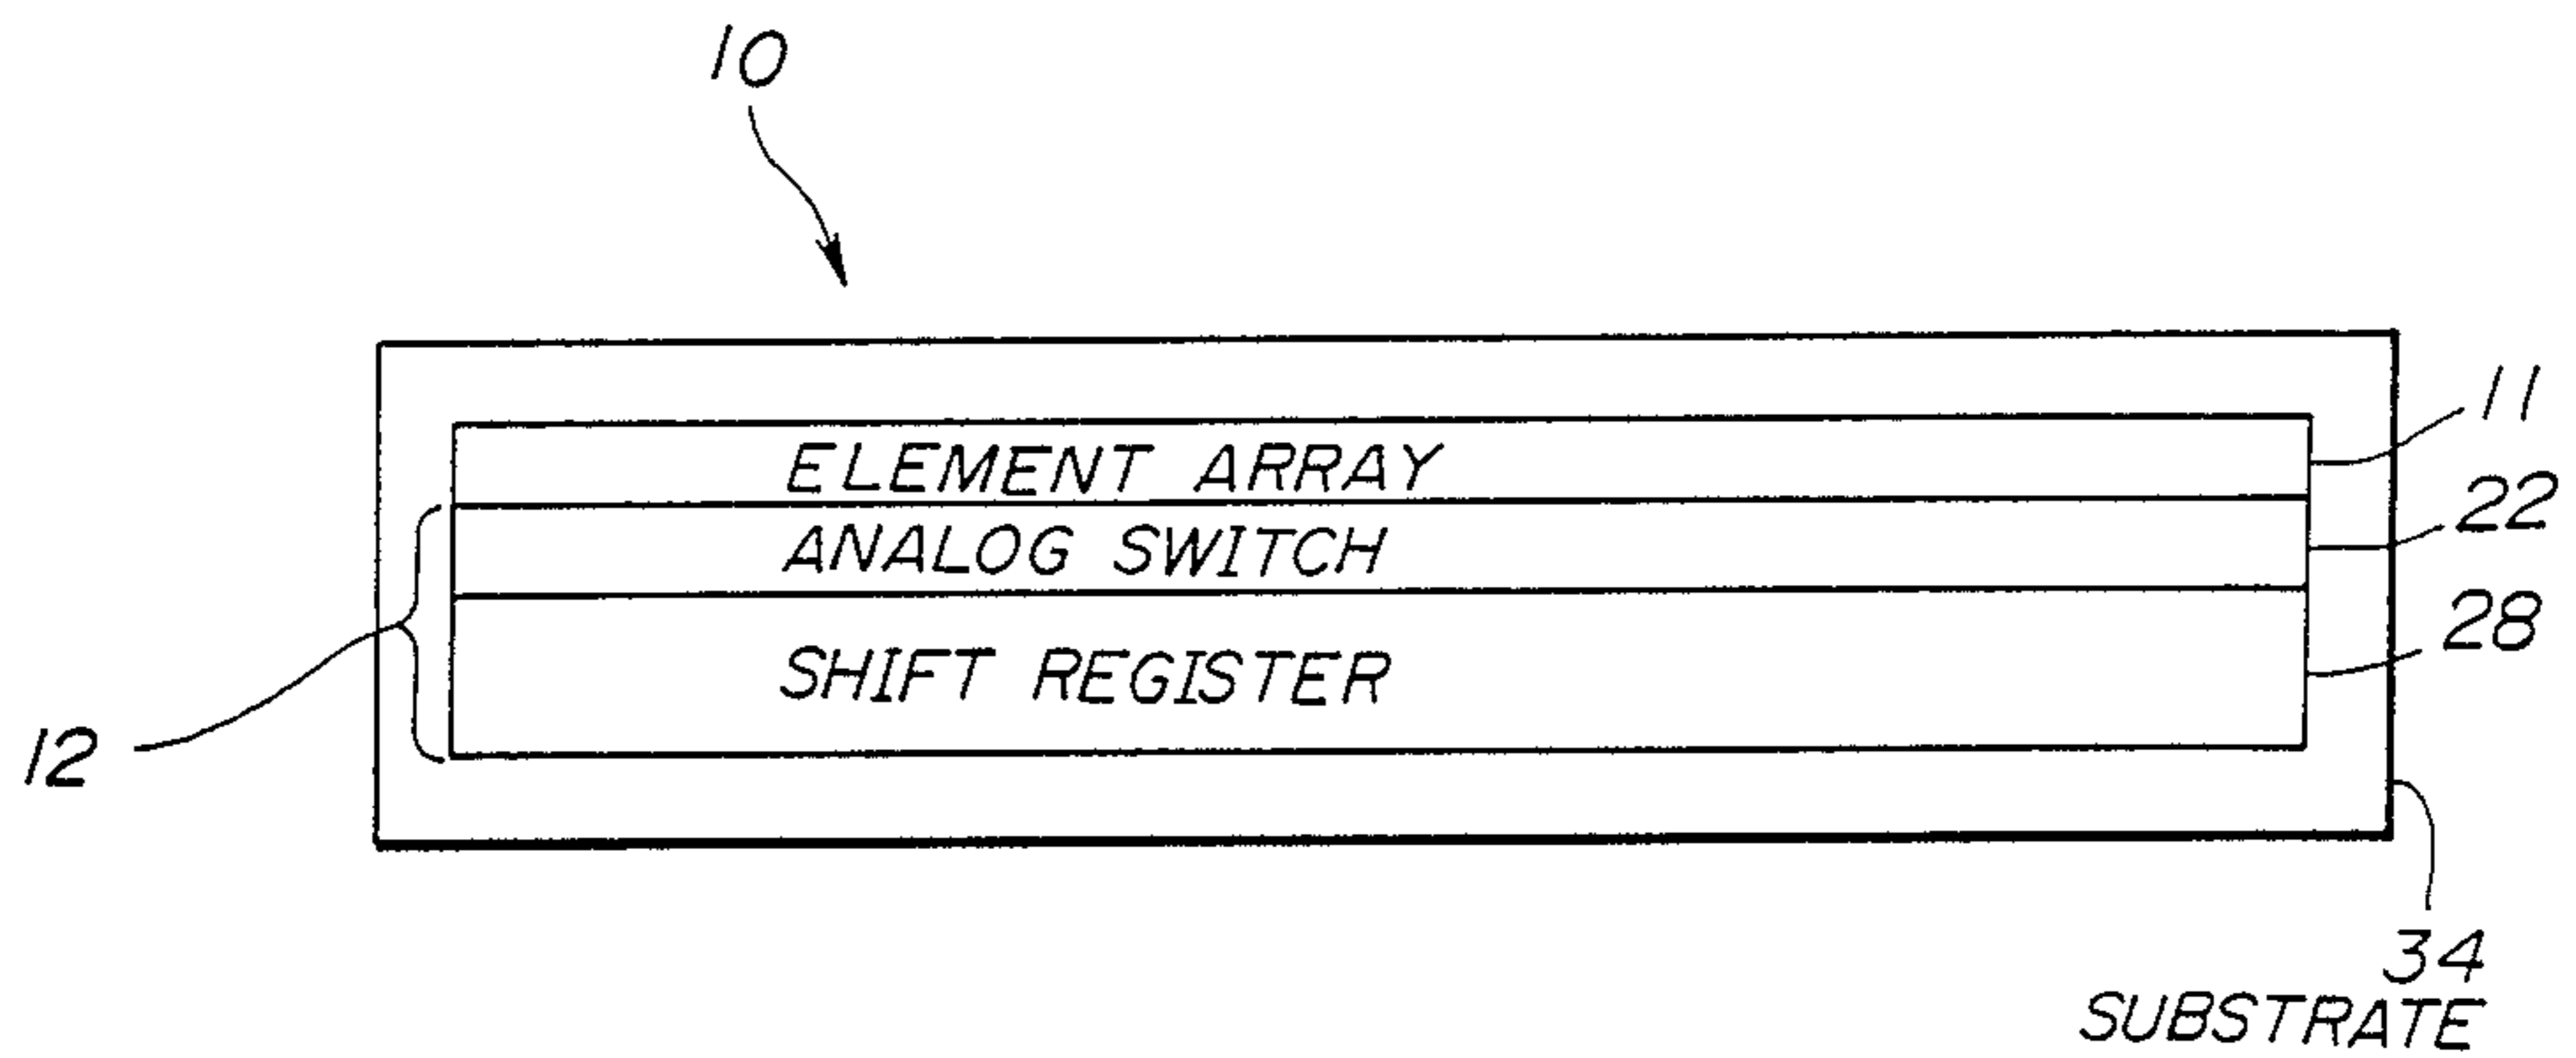 10
ELEMENT ARRAY
11
ANALOG SWITCH
22
SHIFT REGISTER
28
12
34
SUBSTRATE